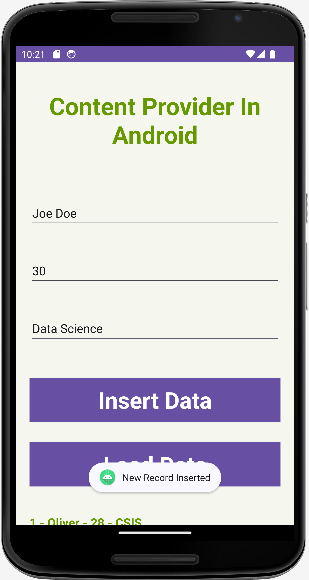 10:21
Content Provider In
Android
Joe Doe
30
Data Science
Insert Data
Load Data
New Record Inserted
1 - Oliver - 28 - CSIS